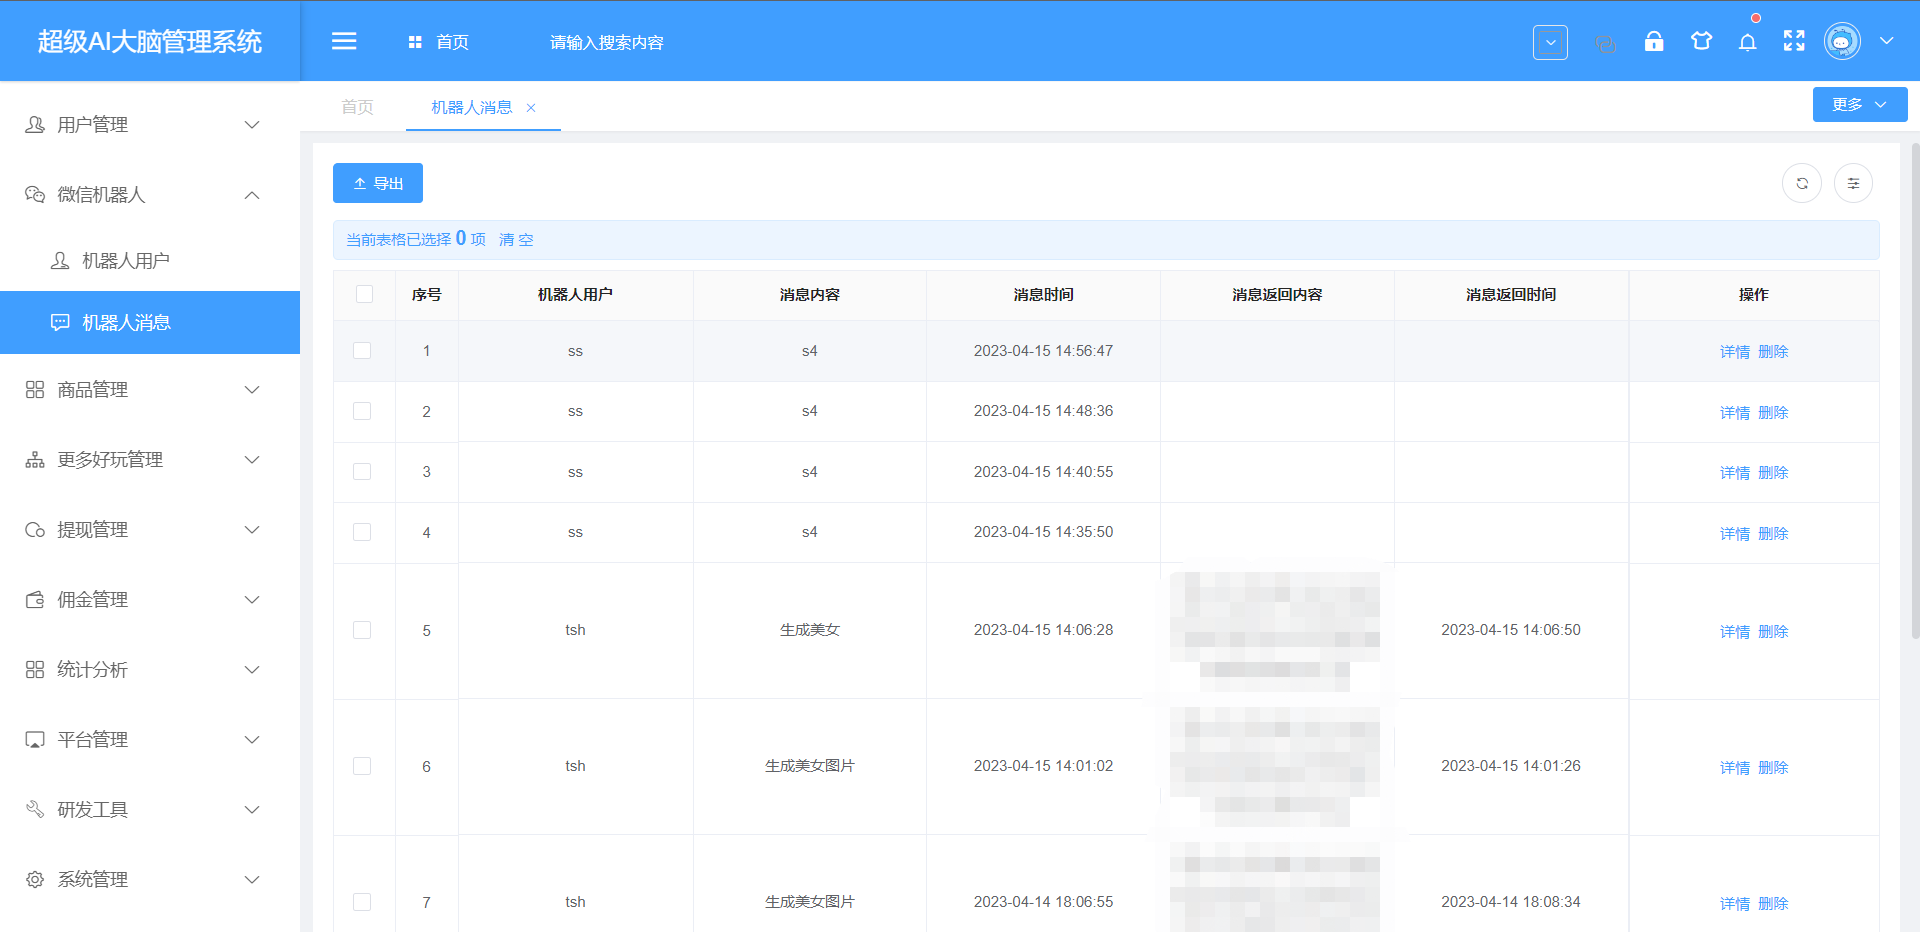 超级AI大脑管理系统
首页
请输入搜索内容
用户管理
微信机器人
机器人用户
机器人消息
商品管理
更多好玩管理
提现管理
佣金管理
统计分析
平台管理
研发工具
系统管理
首页
机器人消息 ×
更多
导出
当前表格已选择 0 项 清 空
序号 机器人用户 消息内容 消息时间 消息返回内容 消息返回时间 操作
1 ss s4 2023-04-15 14:56:47 详情 删除
2 ss s4 2023-04-15 14:48:36 详情 删除
3 ss s4 2023-04-15 14:40:55 详情 删除
4 ss s4 2023-04-15 14:35:50 详情 删除
5 tsh 生成美女 2023-04-15 14:06:28 2023-04-15 14:06:50 详情 删除
6 tsh 生成美女图片 2023-04-15 14:01:02 2023-04-15 14:01:26 详情 删除
7 tsh 生成美女图片 2023-04-14 18:06:55 2023-04-14 18:08:34 详情 删除